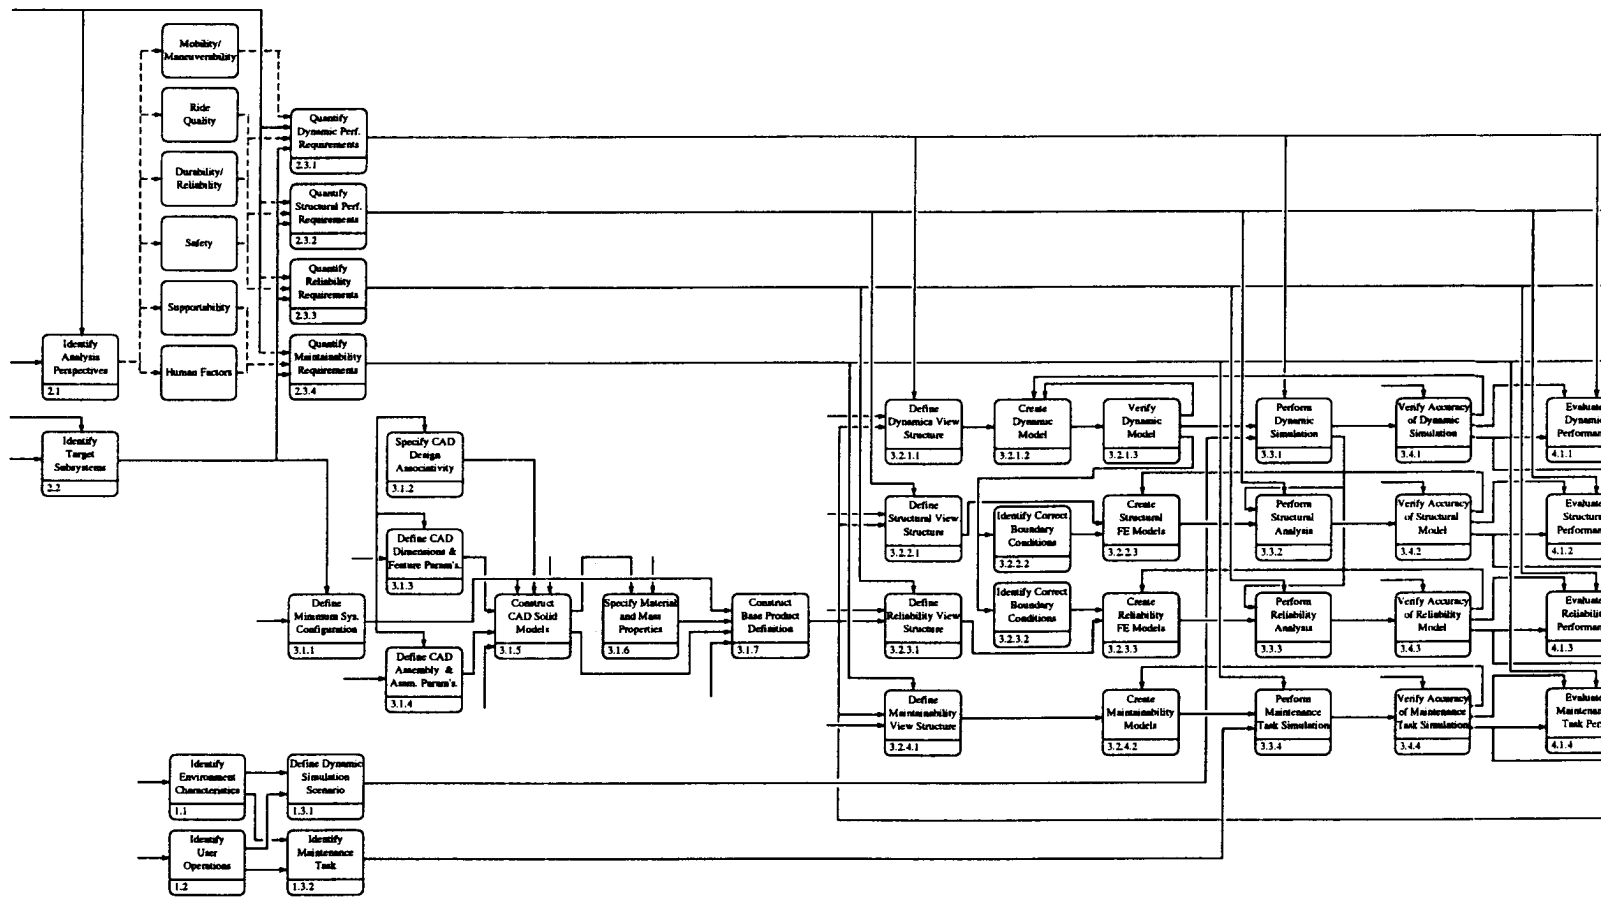 Mobility/
Maneuverability
Ride
Quality
Durability/
Reliability
Safety
Supportability
Human Factors
Identify
Analysis
Perspectives
2.1
Identify
Target
Subsystems
2.2
Quantify
Dynamic Perf.
Requirements
2.3.1
Quantify
Structural Perf.
Requirements
2.3.2
Quantify
Reliability
Requirements
2.3.3
Quantify
Maintainability
Requirements
2.3.4
Specify CAD
Design
Associativity
3.1.2
Define CAD
Dimensions &
Feature Param's.
3.1.3
Define
Minimum Sys.
Configuration
3.1.1
Define CAD
Assembly &
Assm. Param's.
3.1.4
Construct
CAD Solid
Models
3.1.5
Specify Material
and Mass
Properties
3.1.6
Construct
Base Product
Definition
3.1.7
Define
Dynamics View
Structure
3.2.1.1
Create
Dynamic
Model
3.2.1.2
Verify
Dynamic
Model
3.2.1.3
Perform
Dynamic
Simulation
3.3.1
Verify Accuracy
of Dynamic
Simulation
3.4.1
Evaluate
Dynamic
Performan
4.1.1
Define
Structural View
Structure
3.2.2.1
Identify Correct
Boundary
Conditions
3.2.2.2
Create
Structural
FE Models
3.2.2.3
Perform
Structural
Analysis
3.3.2
Verify Accuracy
of Structural
Model
3.4.2
Evaluate
Structure
Performan
4.1.2
Define
Reliability View
Structure
3.2.3.1
Identify Correct
Boundary
Conditions
3.2.3.2
Create
Reliability
FE Models
3.2.3.3
Perform
Reliability
Analysis
3.3.3
Verify Accuracy
of Reliability
Model
3.4.3
Evaluate
Reliability
Performan
4.1.3
Define
Maintainability
View Structure
3.2.4.1
Create
Maintainability
Models
3.2.4.2
Perform
Maintenance
Task Simulation
3.3.4
Verify Accuracy
of Maintenance
Task Simulation
3.4.4
Evaluate
Maintenan
Task Per
4.1.4
Identify
Environment
Characteristics
1.1
Define Dynamic
Simulation
Scenario
1.3.1
Identify
User
Operations
1.2
Identify
Maintenance
Task
1.3.2